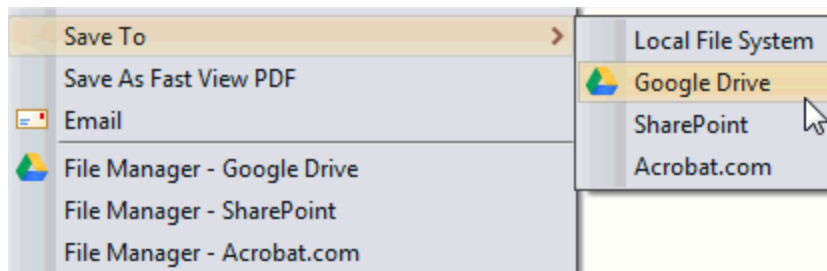 Save To
Save As Fast View PDF
Email
File Manager - Google Drive
File Manager - SharePoint
File Manager - Acrobat.com
Local File System
Google Drive
SharePoint
Acrobat.com